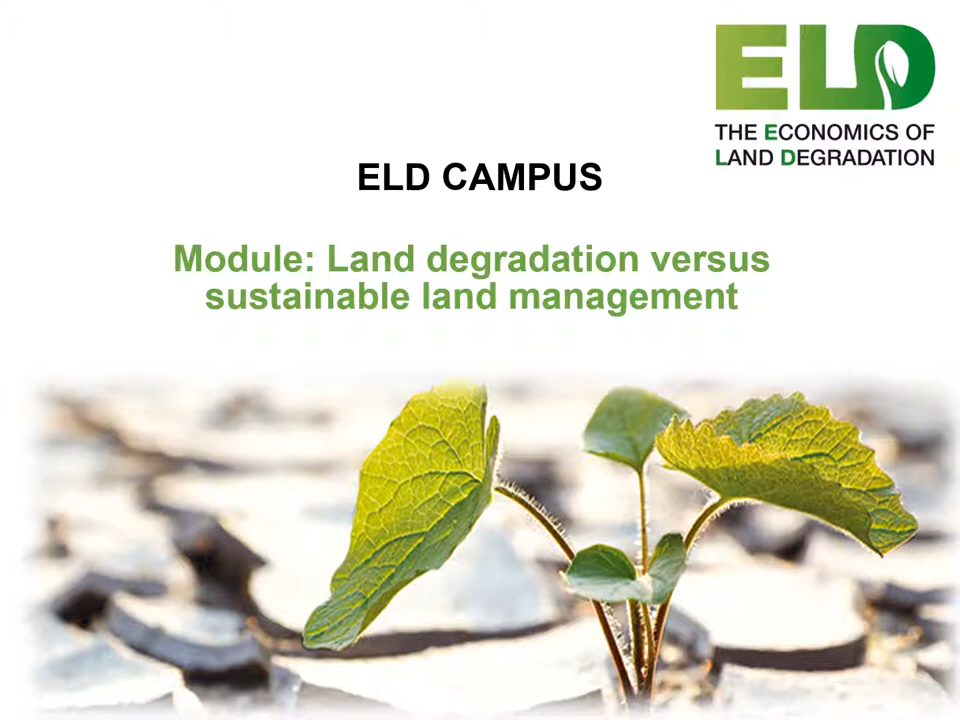 ELD
THE ECONOMICS OF
LAND DEGRADATION
ELD CAMPUS
Module: Land degradation versus
sustainable land management